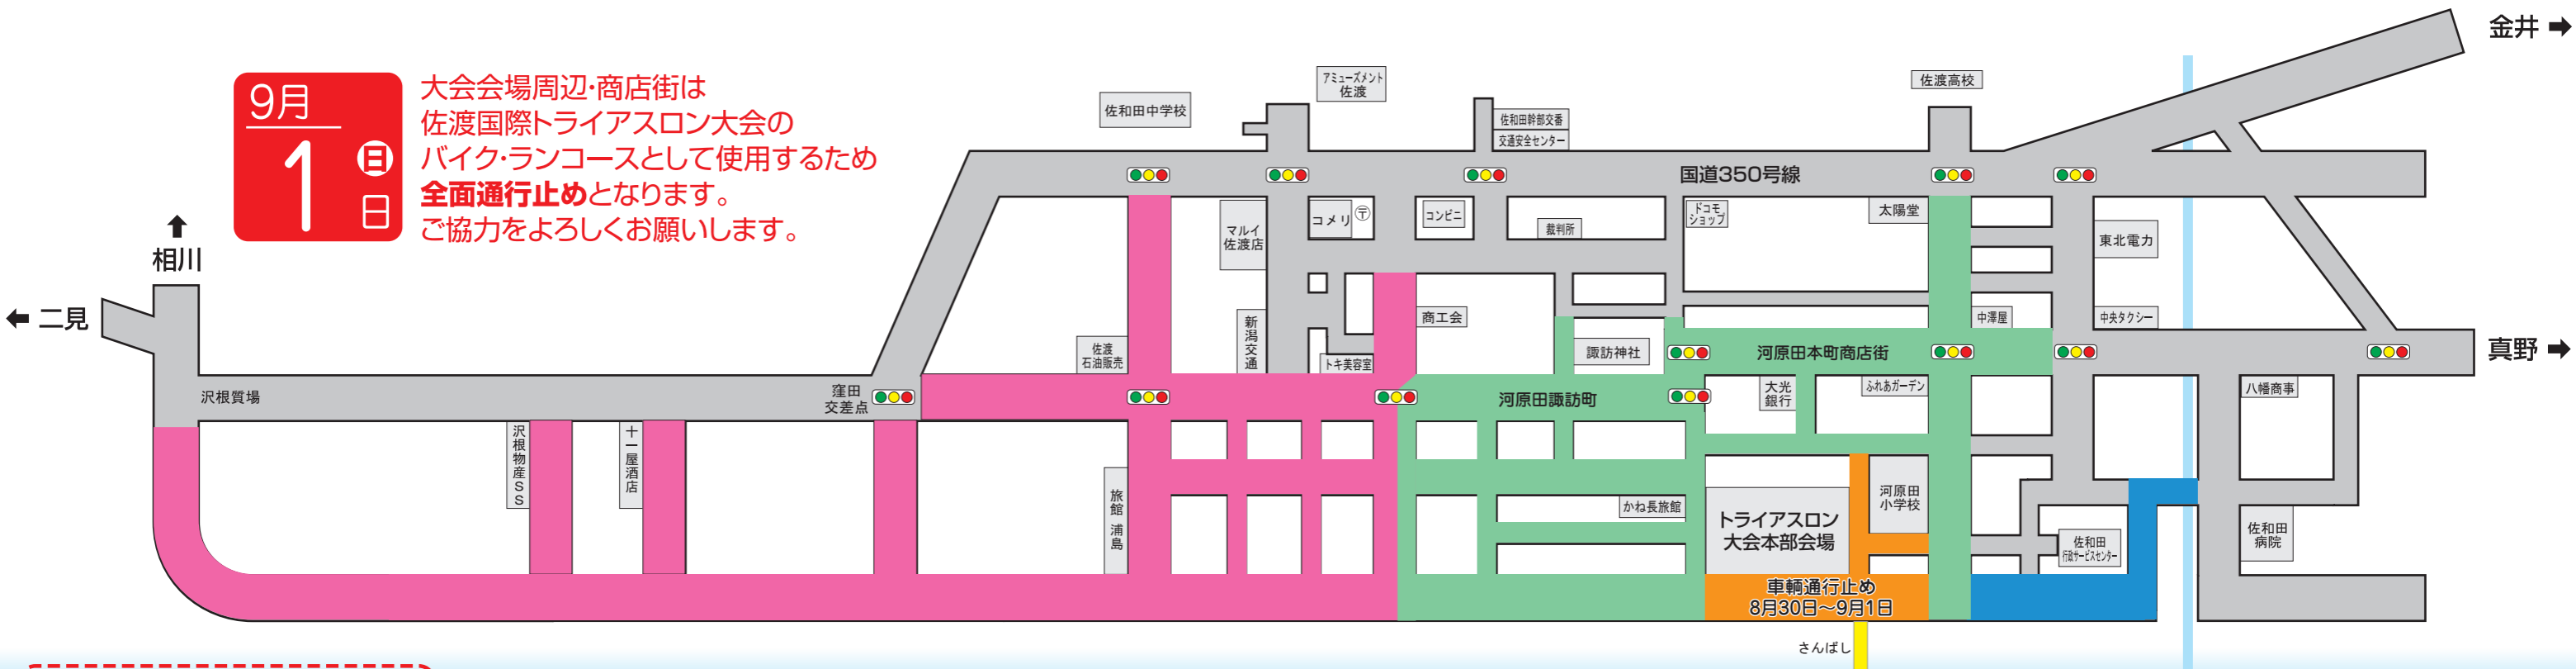 金井
9月
1
日
日
大会会場周辺・商店街は
佐渡国際トライアスロン大会の
バイク・ランコースとして使用するため
全面通行止めとなります。
ご協力をよろしくお願いします。
アミューズメント
佐渡
佐和田中学校
佐和田幹部交番
交通安全センター
佐渡高校
国道350号線
相川
二見
マルイ
佐渡店
コメリ
〒
コンビニ
裁判所
ドコモ
ショップ
太陽堂
東北電力
新潟交通
商工会
中澤屋
中央タクシー
佐渡
石油販売
トキ美容室
諏訪神社
河原田本町商店街
真野
沢根質場
窪田
交差点
河原田諏訪町
大光
銀行
ふれあガーデン
八幡商事
沢根物産SS
十一屋酒店
旅館 浦島
かね長旅館
トライアスロン
大会本部会場
河原田
小学校
佐和田
行政サービスセンター
佐和田
病院
車輌通行止め
8月30日〜9月1日
さんばし